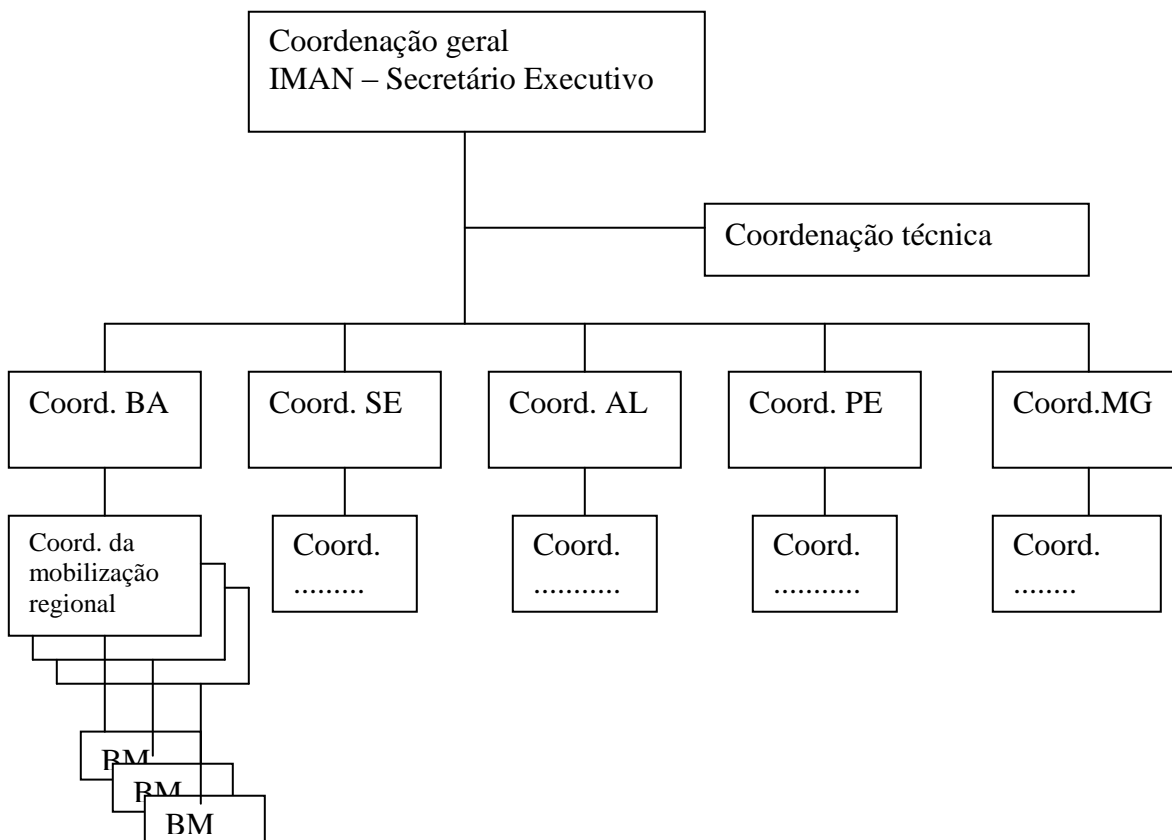 Coordenação geral
IMAN – Secretário Executivo
Coordenação técnica
Coord. BA
Coord. SE
Coord. AL
Coord. PE
Coord.MG
Coord. da
mobilização
regional
Coord.
.........
Coord.
...........
Coord.
...........
Coord.
........
BM
BM
BM